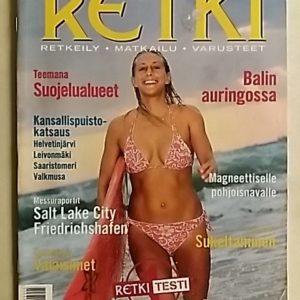 RETKI
RETKEILY • MATKAILU • VARUSTEET
Teemana
Suojelualueet
Balin
auringossa
Kansallispuisto-
katsaus
Helvetinjärvi
Leivonmäki
Saaristomeri
Valkmusa
Magneettiselle
pohjoisnavalle
Messuraportit
Salt Lake City
Friedrichshafen
Sukeltaminen
Valaisimet
RETKI TESTI